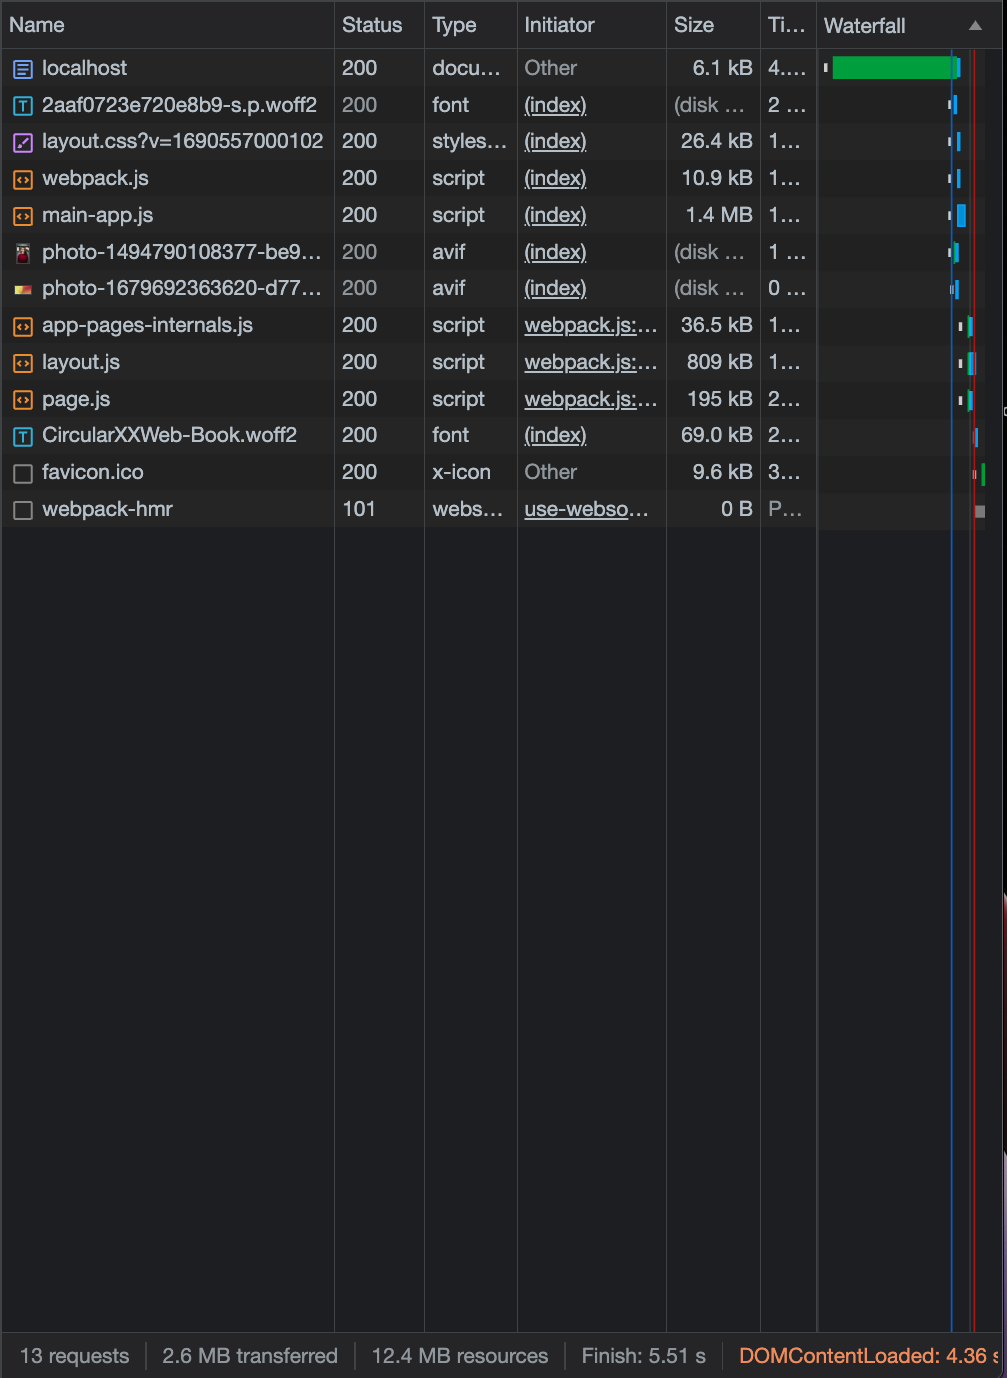 Name Status Type Initiator Size Ti... Waterfall
localhost 200 docu... Other 6.1 kB 4....
2aaf0723e720e8b9-s.p.woff2 200 font (index) (disk ... 2 ...
layout.css?v=1690557000102 200 styles... (index) 26.4 kB 1...
webpack.js 200 script (index) 10.9 kB 1...
main-app.js 200 script (index) 1.4 MB 1...
photo-1494790108377-be9... 200 avif (index) (disk ... 1 ...
photo-1679692363620-d77... 200 avif (index) (disk ... 0 ...
app-pages-internals.js 200 script webpack.js:... 36.5 kB 1...
layout.js 200 script webpack.js:... 809 kB 1...
page.js 200 script webpack.js:... 195 kB 2...
CircularXXWeb-Book.woff2 200 font (index) 69.0 kB 2...
favicon.ico 200 x-icon Other 9.6 kB 3...
webpack-hmr 101 webs... use-webso... 0 B P...
13 requests 2.6 MB transferred 12.4 MB resources Finish: 5.51 s DOMContentLoaded: 4.36 s